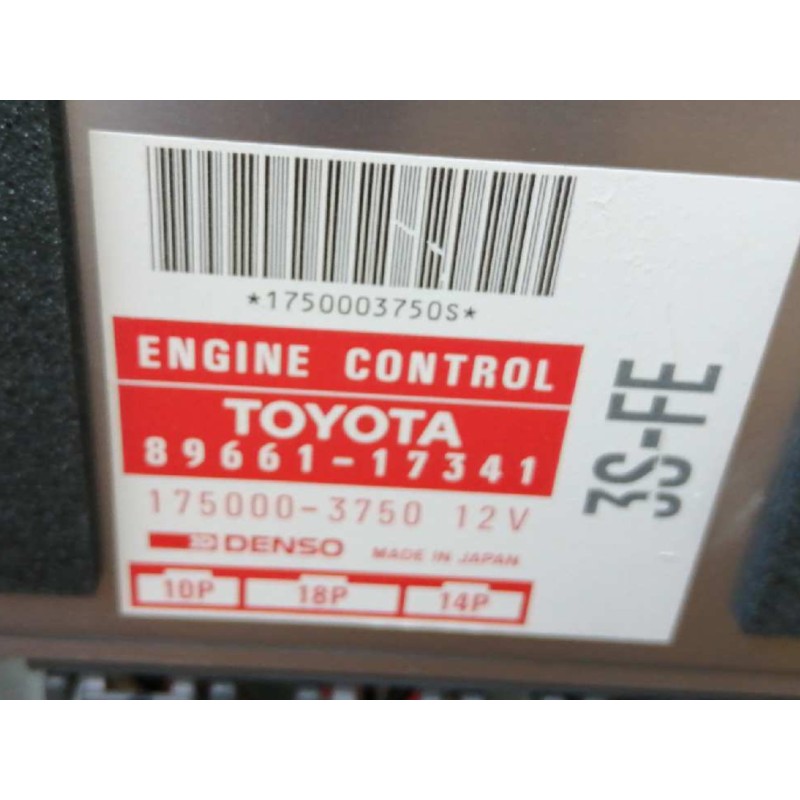 *1750003750S*
ENGINE CONTROL
TOYOTA
89661-17341
175000-3750 12V
DENSO MADE IN JAPAN
10P 18P 14P
3S-FE